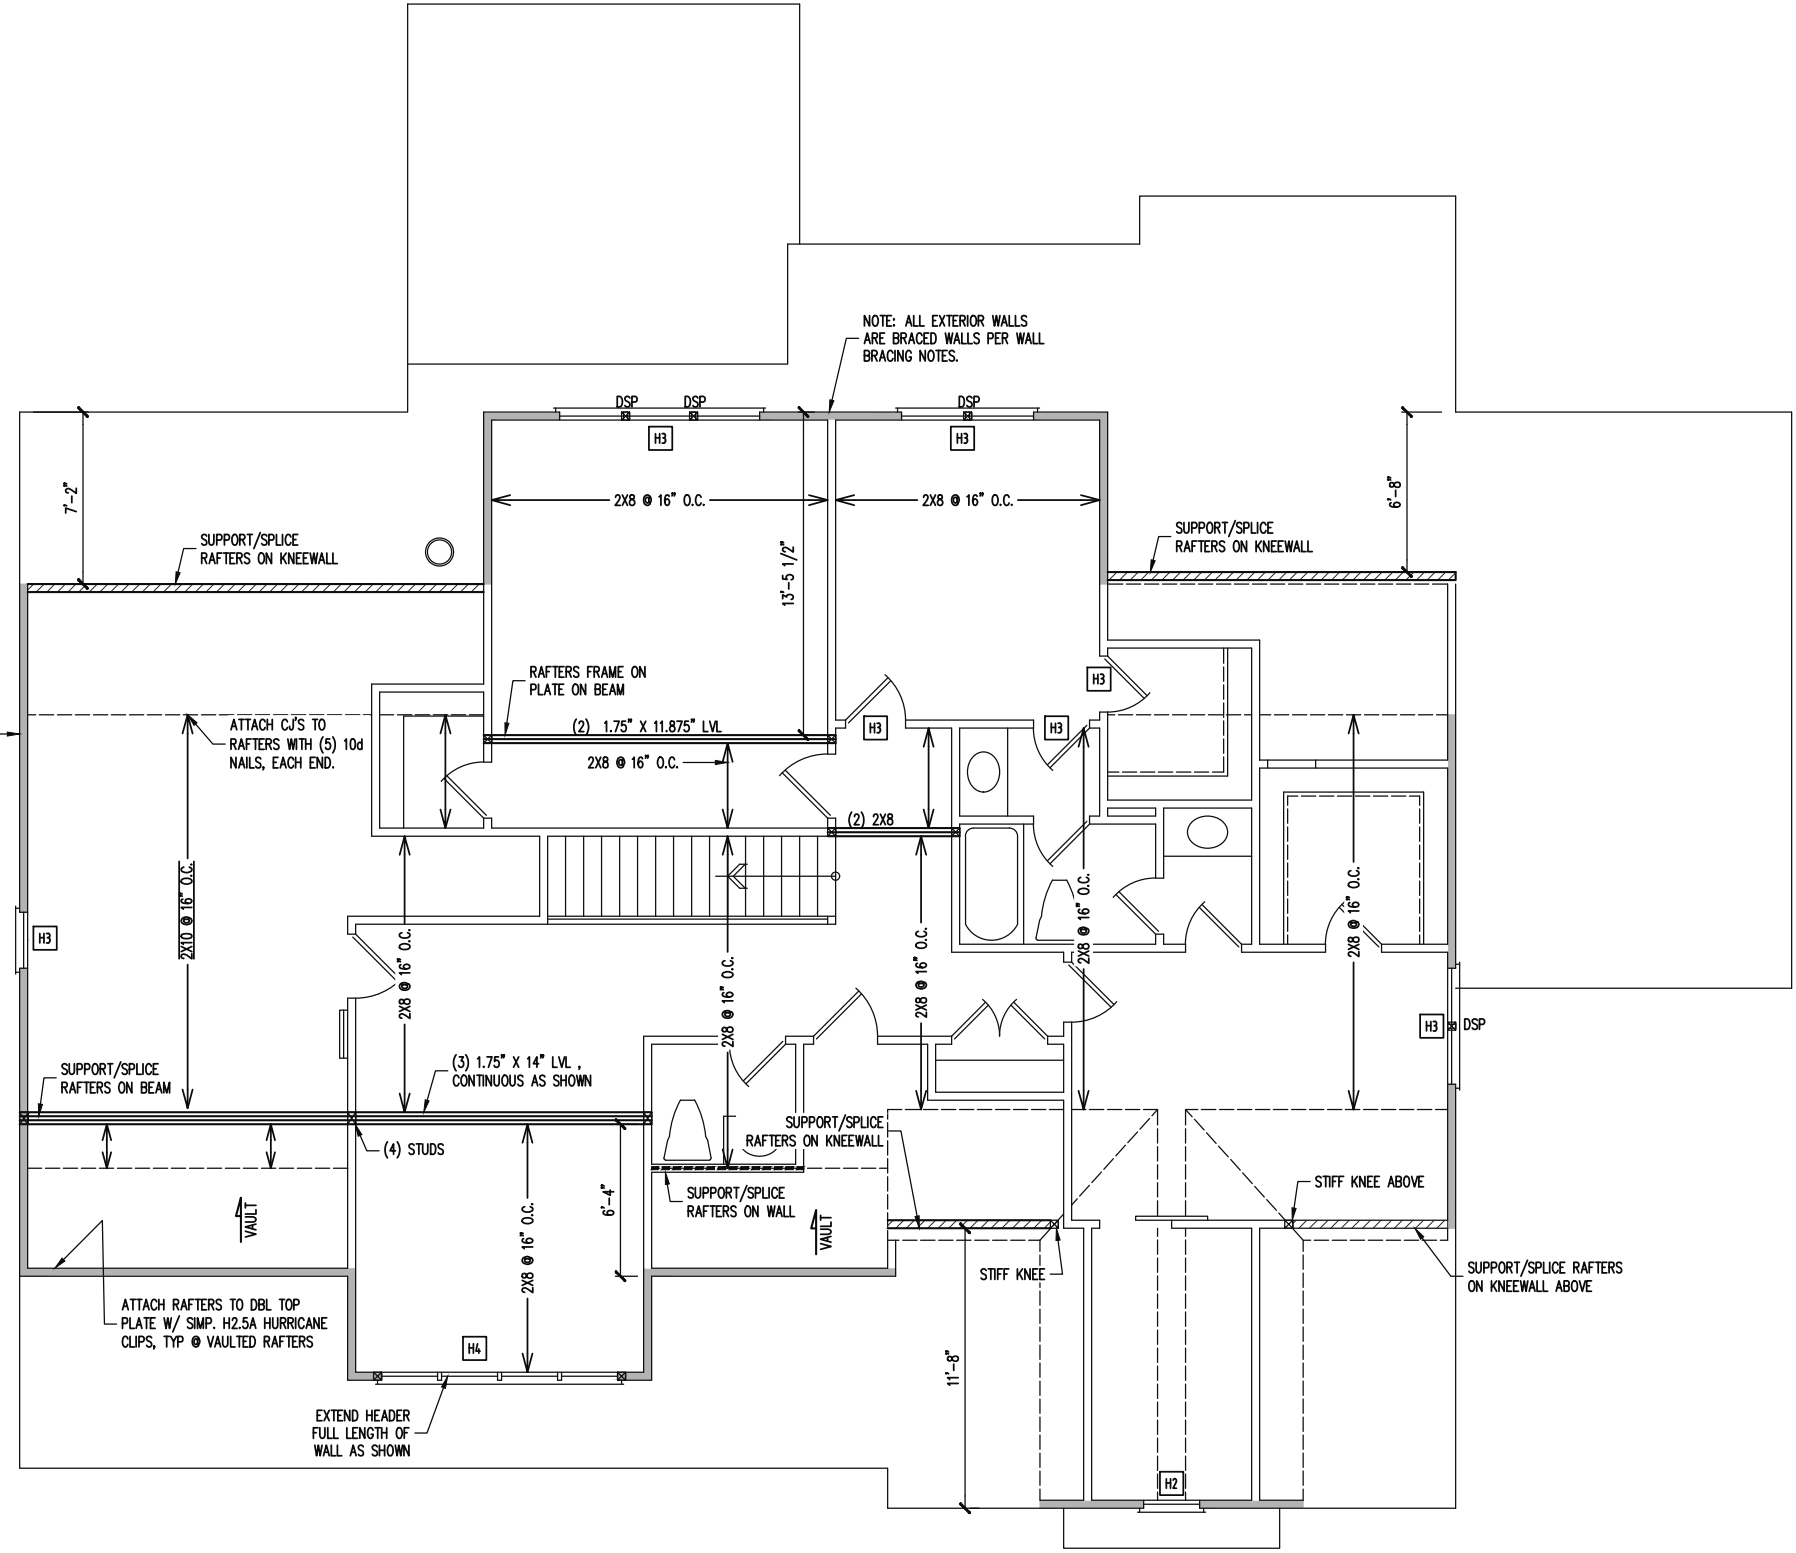 NOTE: ALL EXTERIOR WALLS
ARE BRACED WALLS PER WALL
BRACING NOTES.
DSP
DSP
DSP
H3
H3
7'-2"
2X8 @ 16" O.C.
2X8 @ 16" O.C.
6'-8"
SUPPORT/SPLICE
RAFTERS ON KNEEWALL
SUPPORT/SPLICE
RAFTERS ON KNEEWALL
13'-5 1/2"
RAFTERS FRAME ON
PLATE ON BEAM
H3
ATTACH CJ'S TO
RAFTERS WITH (5) 10d
NAILS, EACH END.
(2) 1.75" X 11.875" LVL
H3
H3
2X8 @ 16" O.C.
(2) 2X8
2X10 @ 16" O.C.
H3
2X8 @ 16" O.C.
2X8 @ 16" O.C.
2X8 @ 16" O.C.
2X8 @ 16" O.C.
2X8 @ 16" O.C.
H3
DSP
SUPPORT/SPLICE
RAFTERS ON BEAM
(3) 1.75" X 14" LVL ,
CONTINUOUS AS SHOWN
(4) STUDS
SUPPORT/SPLICE
RAFTERS ON KNEEWALL
SUPPORT/SPLICE
RAFTERS ON WALL
STIFF KNEE ABOVE
6'-4"
VAULT
VAULT
2X8 @ 16" O.C.
STIFF KNEE
SUPPORT/SPLICE RAFTERS
ON KNEEWALL ABOVE
ATTACH RAFTERS TO DBL TOP
PLATE W/ SIMP. H2.5A HURRICANE
CLIPS, TYP @ VAULTED RAFTERS
H4
11'-8"
EXTEND HEADER
FULL LENGTH OF
WALL AS SHOWN
H2